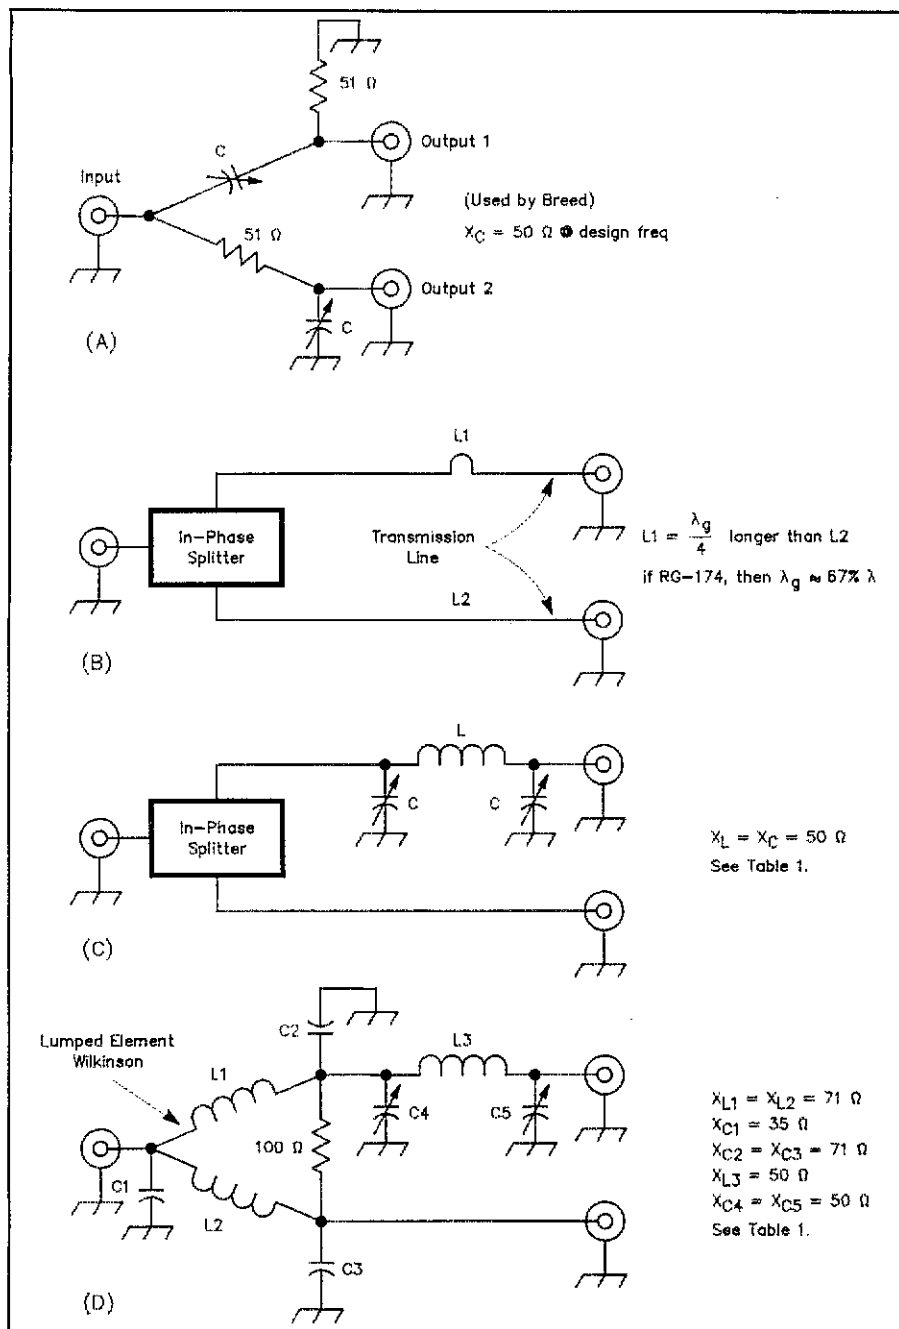 51 Ω
C
Output 1
Input
(Used by Breed)
X_C = 50 Ω @ design freq
51 Ω
Output 2
C
(A)
L1
In-Phase
Splitter
Transmission
Line
L1 = λg/4 longer than L2
if RG-174, then λg ≈ 67% λ
L2
(B)
L
C
C
In-Phase
Splitter
X_L = X_C = 50 Ω
See Table 1.
(C)
C2
Lumped Element
Wilkinson
L1
L3
C4
C5
100 Ω
C1
L2
C3
X_L1 = X_L2 = 71 Ω
X_C1 = 35 Ω
X_C2 = X_C3 = 71 Ω
X_L3 = 50 Ω
X_C4 = X_C5 = 50 Ω
See Table 1.
(D)